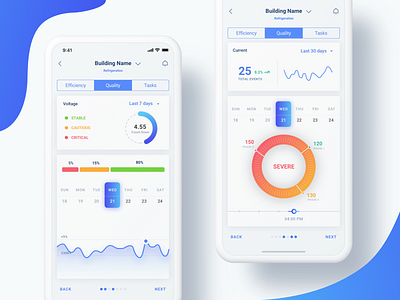 9:41
Building Name
Refrigeration
Efficiency Quality Tasks
Voltage Last 7 days
STABLE
CAUTIOUS
CRITICAL
4.55
5% 15% 80%
SUN MON TUE WED THU FRI SAT
18 19 20 21 22 23 24
BACK NEXT
Building Name
Refrigeration
Efficiency Quality Tasks
Current Last 30 days
25
TOTAL EVENTS
SUN MON TUE WED THU FRI SAT
18 19 20 21 22 23 24
150
120
SEVERE
130
04:00 PM
BACK NEXT